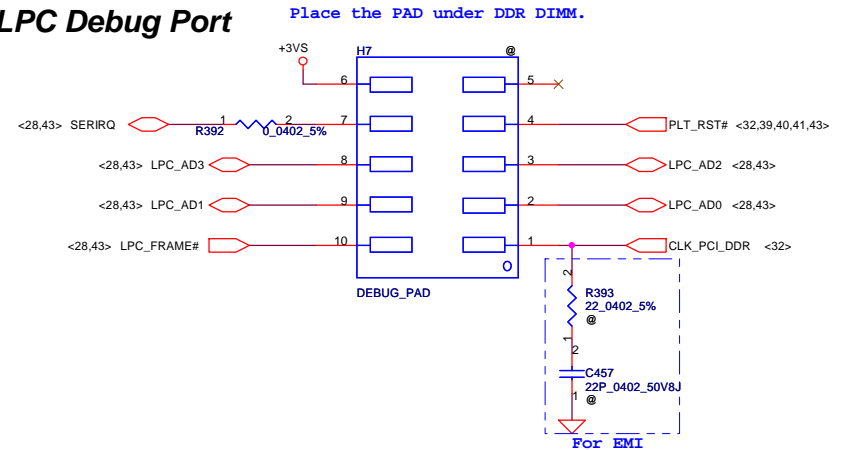 LPC Debug Port
Place the PAD under DDR DIMM.
+3VS
H7
@
6
5
<28,43> SERIRQ
1
2
7
R392
0_0402_5%
4
PLT_RST# <32,39,40,41,43>
<28,43> LPC_AD3
8
3
LPC_AD2 <28,43>
<28,43> LPC_AD1
9
2
LPC_AD0 <28,43>
<28,43> LPC_FRAME#
10
1
CLK_PCI_DDR <32>
DEBUG_PAD
2
R393
22_0402_5%
@
1
2
C457
22P_0402_50V8J
1
@
For EMI